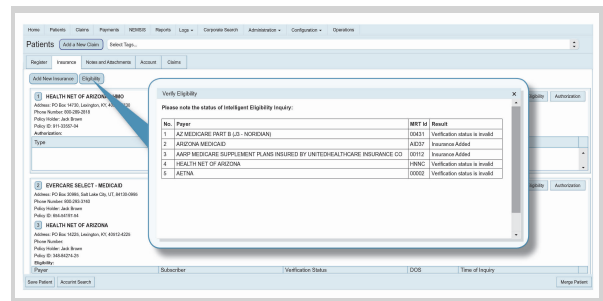 Home Patients Claims Payments NEMSIS Reports Logs Corporate Search Administration Configuration Operations
Patients Add a New Claim Select Tags...
Register Insurance Notes and Attachments Account Claims
Add New Insurance Eligibility
1 HEALTH NET OF ARIZONA HMO
Address: PO Box 14730, Lexington, KY,
Phone Number: 800-289-2818
Policy Holder: Jack Brown
Policy ID: 911-33557-04
Authorization:
Type
Eligibility Authorization
Verify Eligibility X
Please note the status of Intelligent Eligibility Inquiry:
No. Payer MRT Id Result
1 AZ MEDICARE PART B (J3 - NORIDIAN) 00431 Verification status is invalid
2 ARIZONA MEDICAID AID37 Insurance Added
3 AARP MEDICARE SUPPLEMENT PLANS INSURED BY UNITEDHEALTHCARE INSURANCE CO 00112 Insurance Added
4 HEALTH NET OF ARIZONA HNNC Verification status is invalid
5 AETNA 00002 Verification status is invalid
2 EVERCARE SELECT - MEDICAID
Eligibility Authorization
Address: PO Box 30986, Salt Lake City, UT, 84130-0986
Phone Number: 800-293-3740
Policy Holder: Jack Brown
Policy ID: 654-84197-64
3 HEALTH NET OF ARIZONA
Address: PO Box 14225, Lexington, KY, 40512-4225
Phone Number:
Policy Holder: Jack Brown
Policy ID: 348-84274-25
Eligibility:
Payer Subscriber Verification Status DOS Time of Inquiry
Save Patient Accurint Search Merge Patient